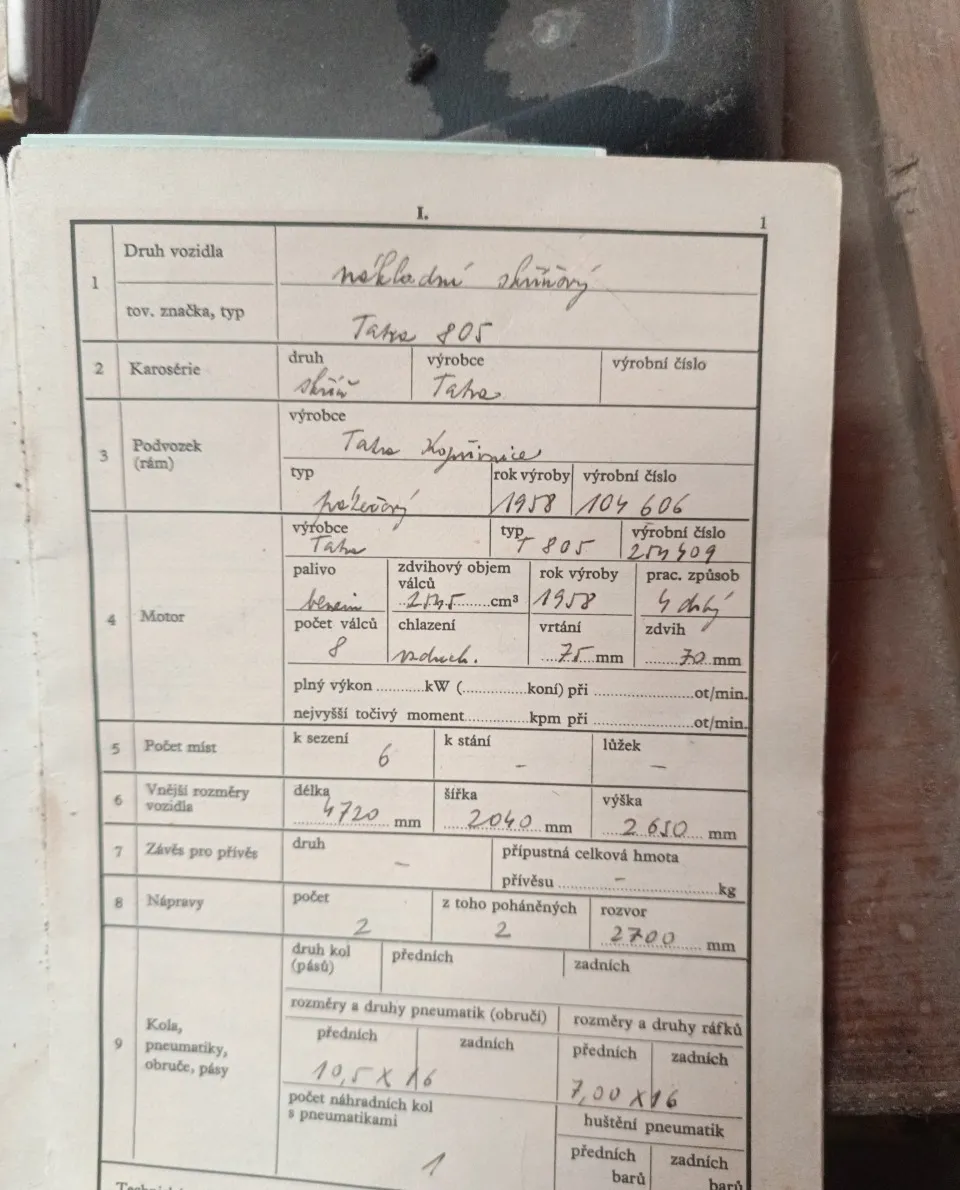 I.
1
1 Druh vozidla nákladní skříňový
tov. značka, typ Tatra 805
2 Karosérie druh výrobce výrobní číslo
skříň Tatra
3 Podvozek (rám) výrobce
Tatra Kopřivnice
typ rok výroby výrobní číslo
1958 104 606
4 Motor výrobce typ výrobní číslo
Tatra T 805 254409
palivo zdvihový objem válců rok výroby prac. způsob
benzin 2545 cm³ 1958 4 dobý
počet válců chlazení vrtání zdvih
8 vzduch. 75 mm 70 mm
plný výkon ..........kW (.............koní) při .........................ot/min.
nejvyšší točivý moment.............kpm při .........................ot/min.
5 Počet míst k sezení k stání lůžek
6 - -
6 Vnější rozměry vozidla délka šířka výška
4720 mm 2040 mm 2650 mm
7 Závěs pro přívěs druh přípustná celková hmota
- přívěsu - kg
8 Nápravy počet z toho poháněných rozvor
2 2 2700 mm
9 Kola, pneumatiky, obruče, pásy
druh kol (pásů) předních zadních
rozměry a druhy pneumatik (obručí) rozměry a druhy ráfků
předních zadních předních zadních
10,5 X 16 7,00 X 16
počet náhradních kol s pneumatikami huštění pneumatik
1 předních zadních
barů barů